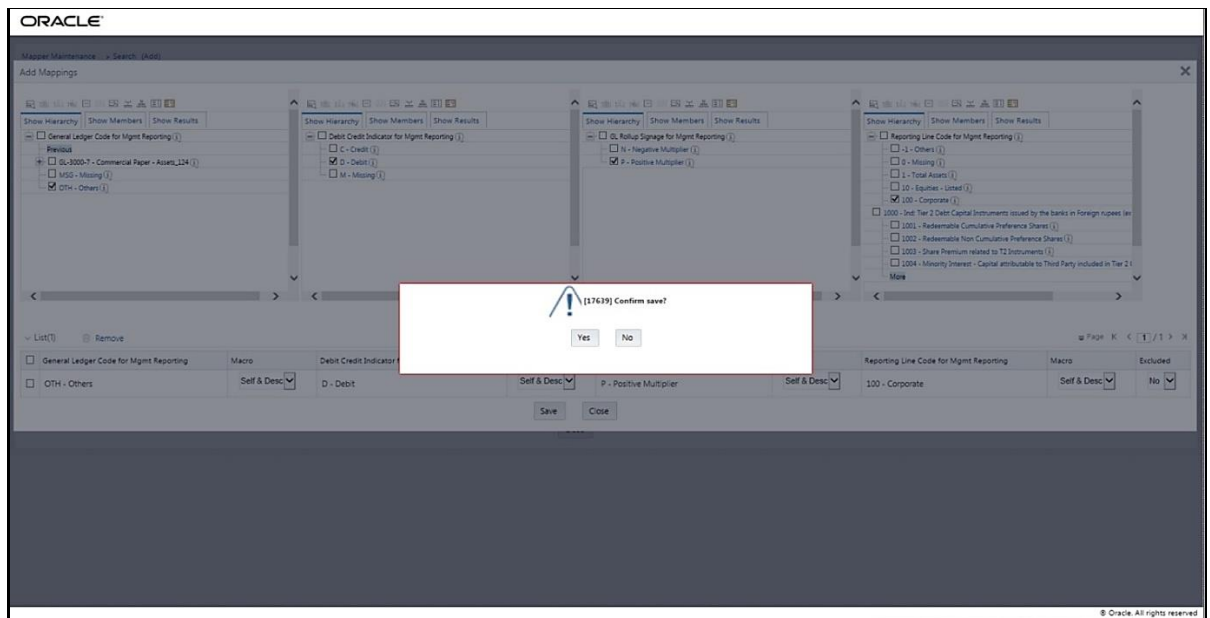 ORACLE
Mapper Maintenance > Search (Add)
Add Mappings
Show Hierarchy Show Members Show Results
General Ledger Code for Mgmt Reporting
Previous
GL-3000-7 - Commercial Paper - Assets_124
MSG - Missing
OTH - Others
Show Hierarchy Show Members Show Results
Debit Credit Indicator for Mgmt Reporting
C - Credit
D - Debit
M - Missing
Show Hierarchy Show Members Show Results
GL Rollup Signage for Mgmt Reporting
N - Negative Multiplier
P - Positive Multiplier
Show Hierarchy Show Members Show Results
Reporting Line Code for Mgmt Reporting
-1 - Others
0 - Missing
1 - Total Assets
10 - Equities - Listed
100 - Corporate
1000 - Ind: Tier 2 Debt Capital Instruments issued by the banks in Foreign rupees
1001 - Redeemable Cumulative Preference Shares
1002 - Redeemable Non Cumulative Preference Shares
1003 - Share Premium related to T2 Instruments
1004 - Minority Interest - Capital attributable to Third Party included in Tier 2
More
[17639] Confirm save?
Yes No
List(1) Remove
Page 1 / 1
General Ledger Code for Mgmt Reporting Macro Debit Credit Indicator Reporting Line Code for Mgmt Reporting Macro Excluded
OTH - Others Self & Desc D - Debit Self & Desc P - Positive Multiplier Self & Desc 100 - Corporate Self & Desc No
Save Close
© Oracle. All rights reserved